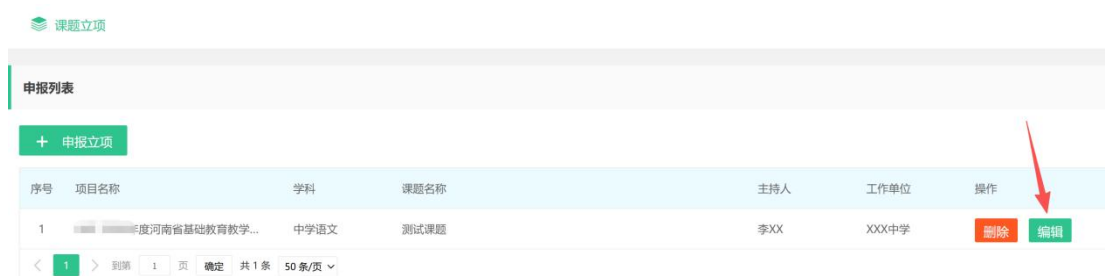 课题立项
申报列表
+ 申报立项
序号 项目名称 学科 课题名称 主持人 工作单位 操作
1 年度河南省基础教育教学... 中学语文 测试课题 李XX XXX中学 删除 编辑
< 1 > 到第 1 页 确定 共 1 条 50 条/页